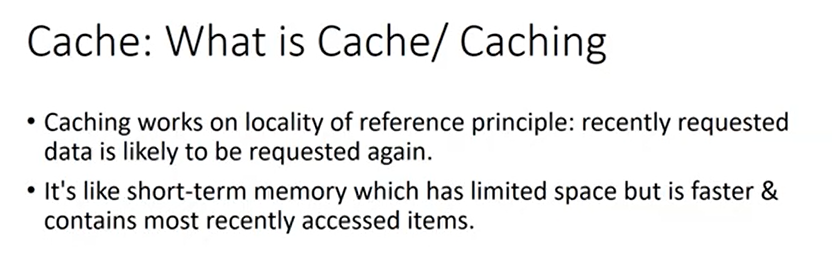 Cache: What is Cache/ Caching
• Caching works on locality of reference principle: recently requested
data is likely to be requested again.
• It's like short-term memory which has limited space but is faster &
contains most recently accessed items.